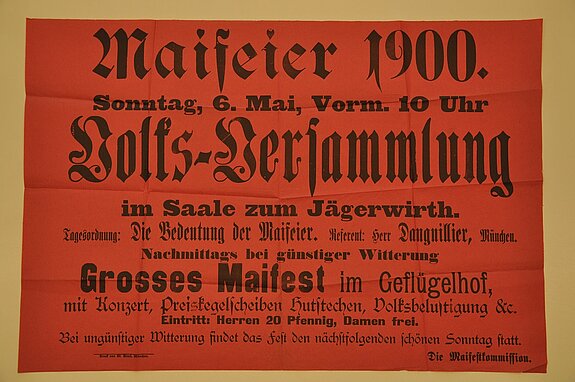 Maifeier 1900.
Sonntag, 6. Mai, Vorm. 10 Uhr
Volks-Versammlung
im Saale zum Jägerwirth.
Tagesordnung: Die Bedeutung der Maifeier. Referent: Herr Dauguillier, München.
Nachmittags bei günstiger Witterung
Grosses Maifest im Geflügelhof,
mit Konzert, Preiskegelscheiben Hutstechen, Volksbelustigung &c.
Eintritt: Herren 20 Pfennig, Damen frei.
Bei ungünstiger Witterung findet das Fest den nächstfolgenden schönen Sonntag statt.
Die Maifestkommission.